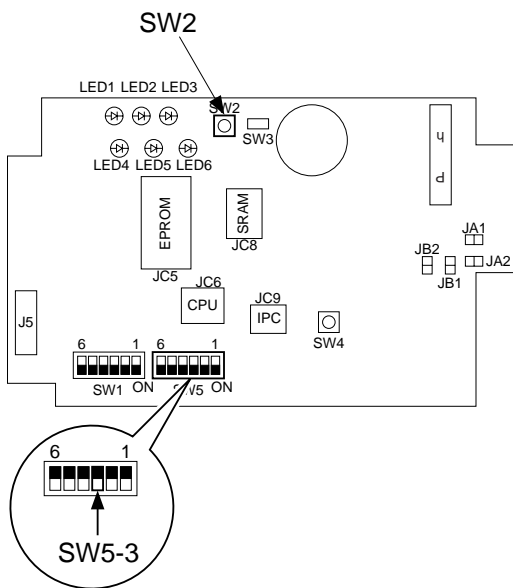 SW2
LED1 LED2 LED3
SW2
SW3
LED4 LED5 LED6
EPROM
SRAM
JC5
JC8
h
P
JA1
JA2
JB2
JB1
JC6
CPU
JC9
IPC
SW4
J5
6 1
6 1
SW1 ON
SW5 ON
6 1
SW5-3